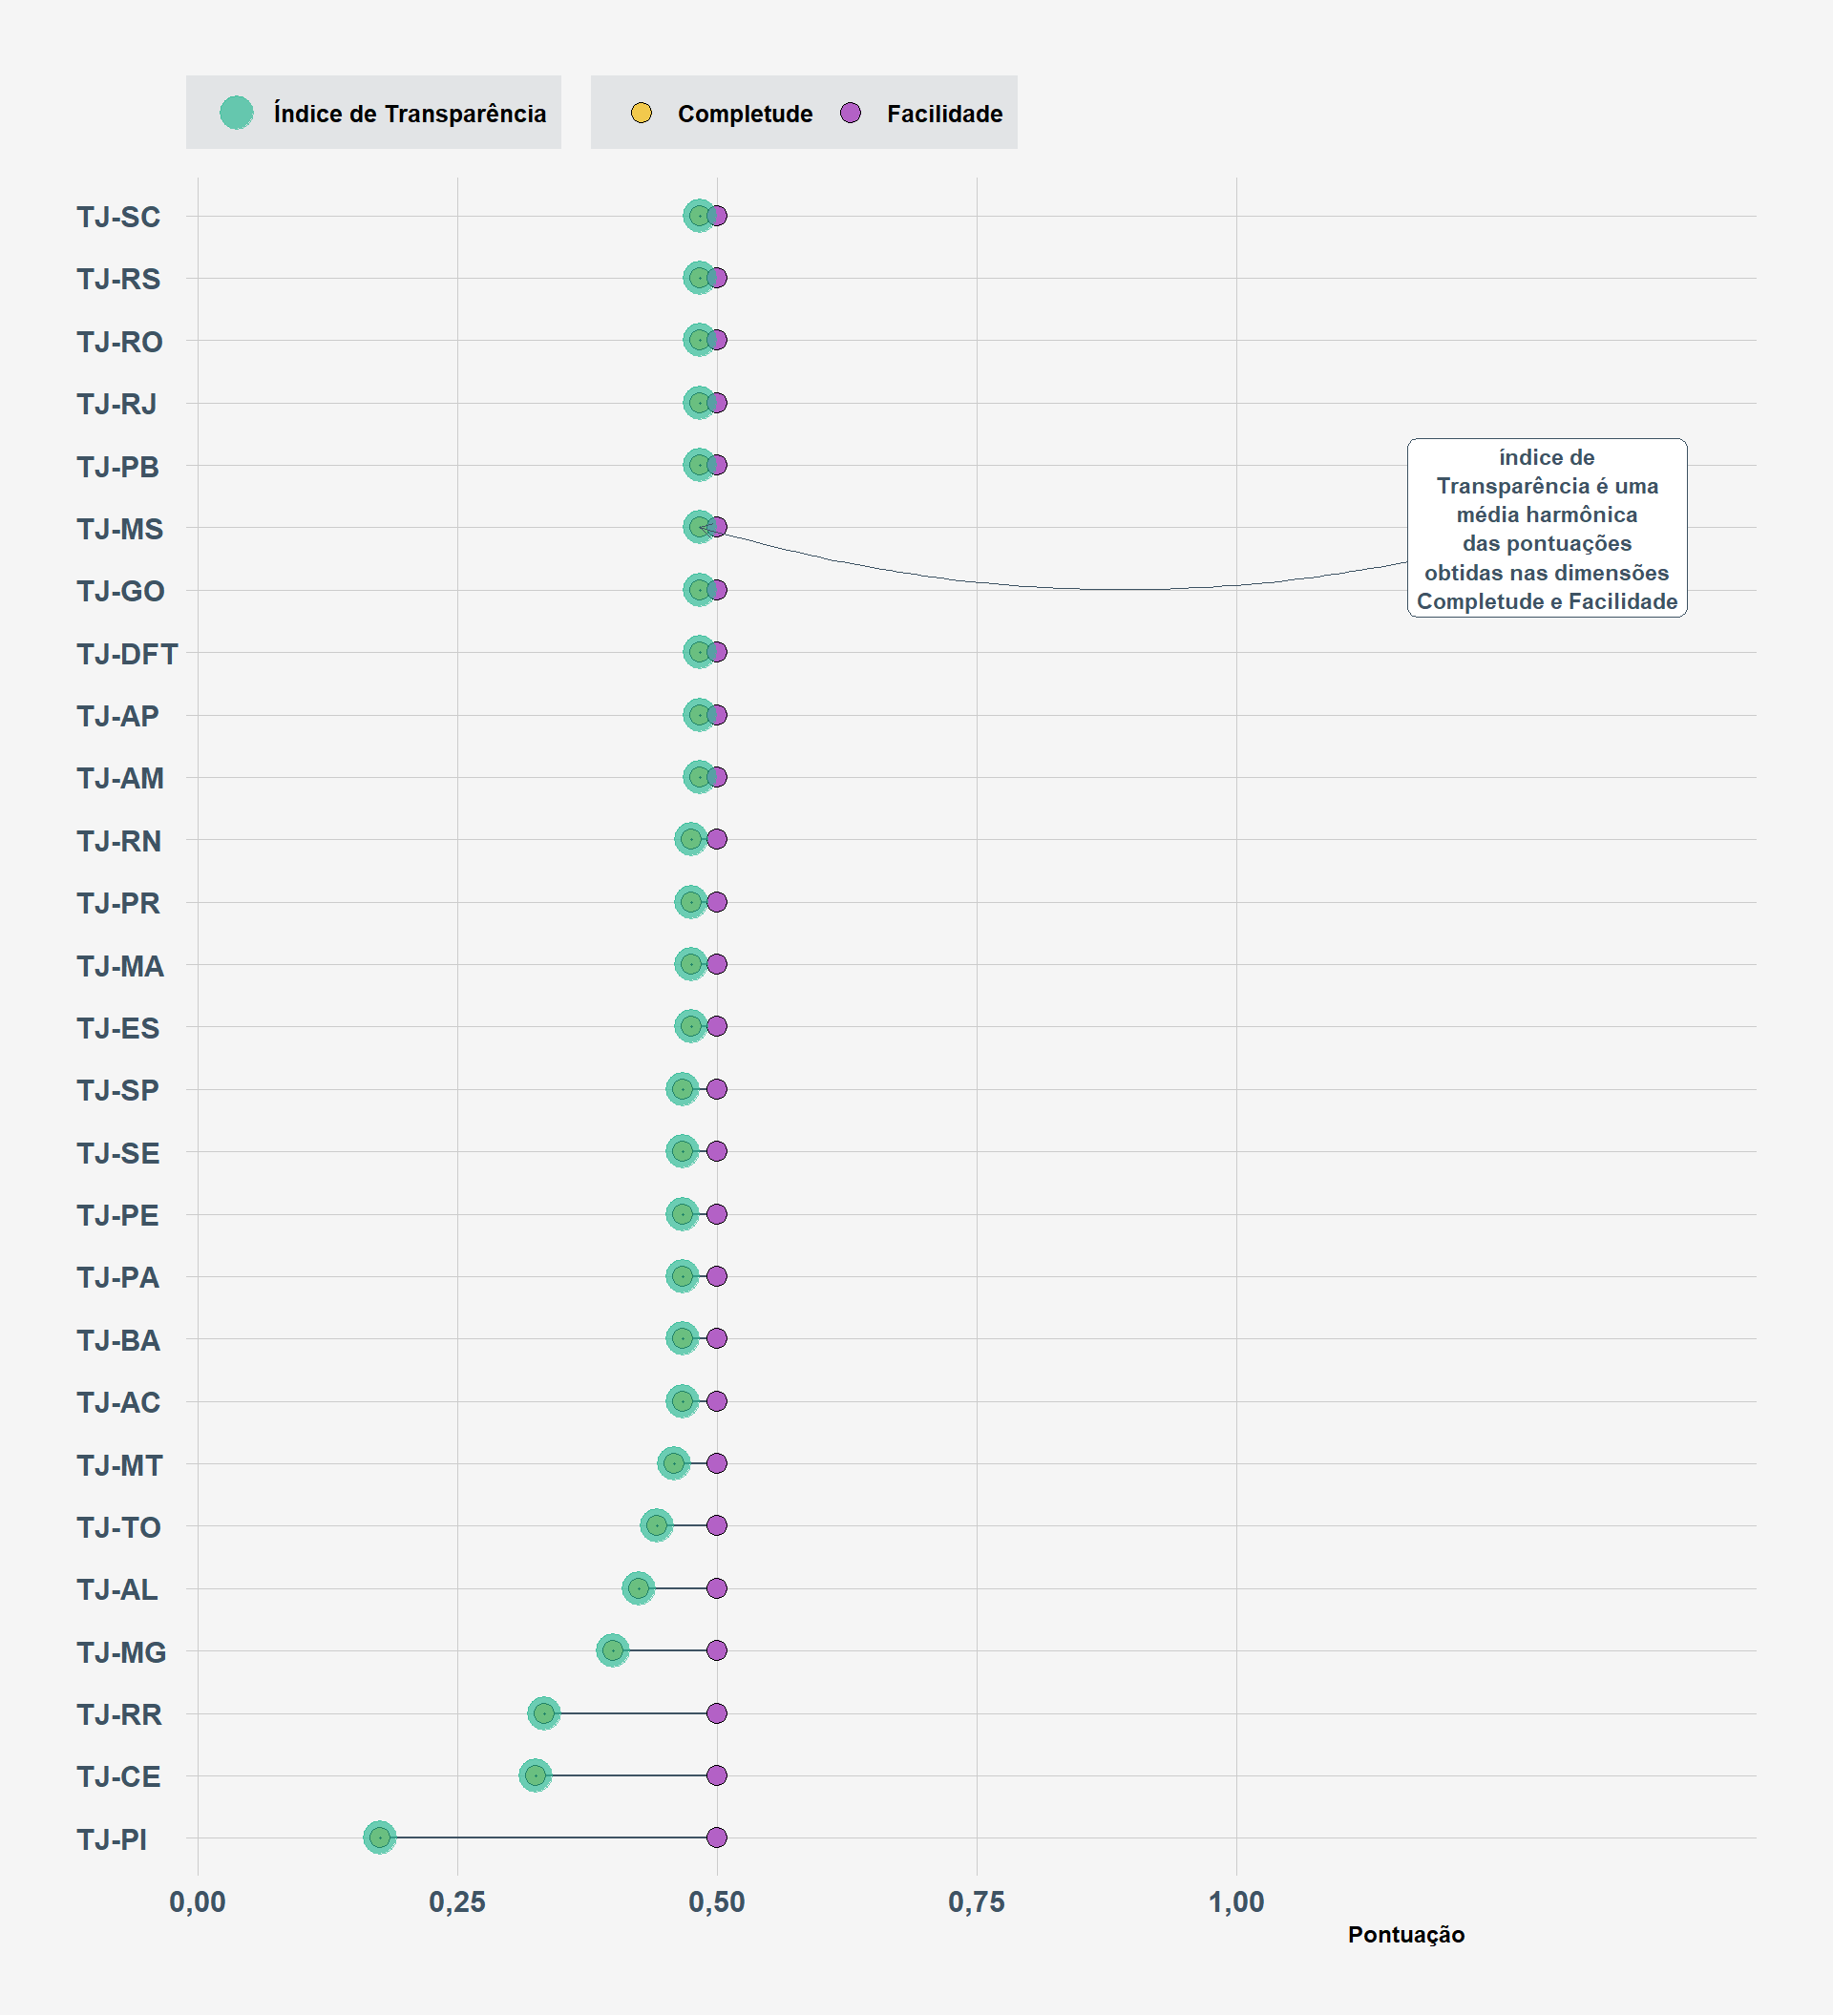 Índice de Transparência
Completude
Facilidade
TJ-SC
TJ-RS
TJ-RO
TJ-RJ
TJ-PB
TJ-MS
TJ-GO
TJ-DFT
TJ-AP
TJ-AM
TJ-RN
TJ-PR
TJ-MA
TJ-ES
TJ-SP
TJ-SE
TJ-PE
TJ-PA
TJ-BA
TJ-AC
TJ-MT
TJ-TO
TJ-AL
TJ-MG
TJ-RR
TJ-CE
TJ-PI
índice de
Transparência é uma
média harmônica
das pontuações
obtidas nas dimensões
Completude e Facilidade
0,00
0,25
0,50
0,75
1,00
Pontuação